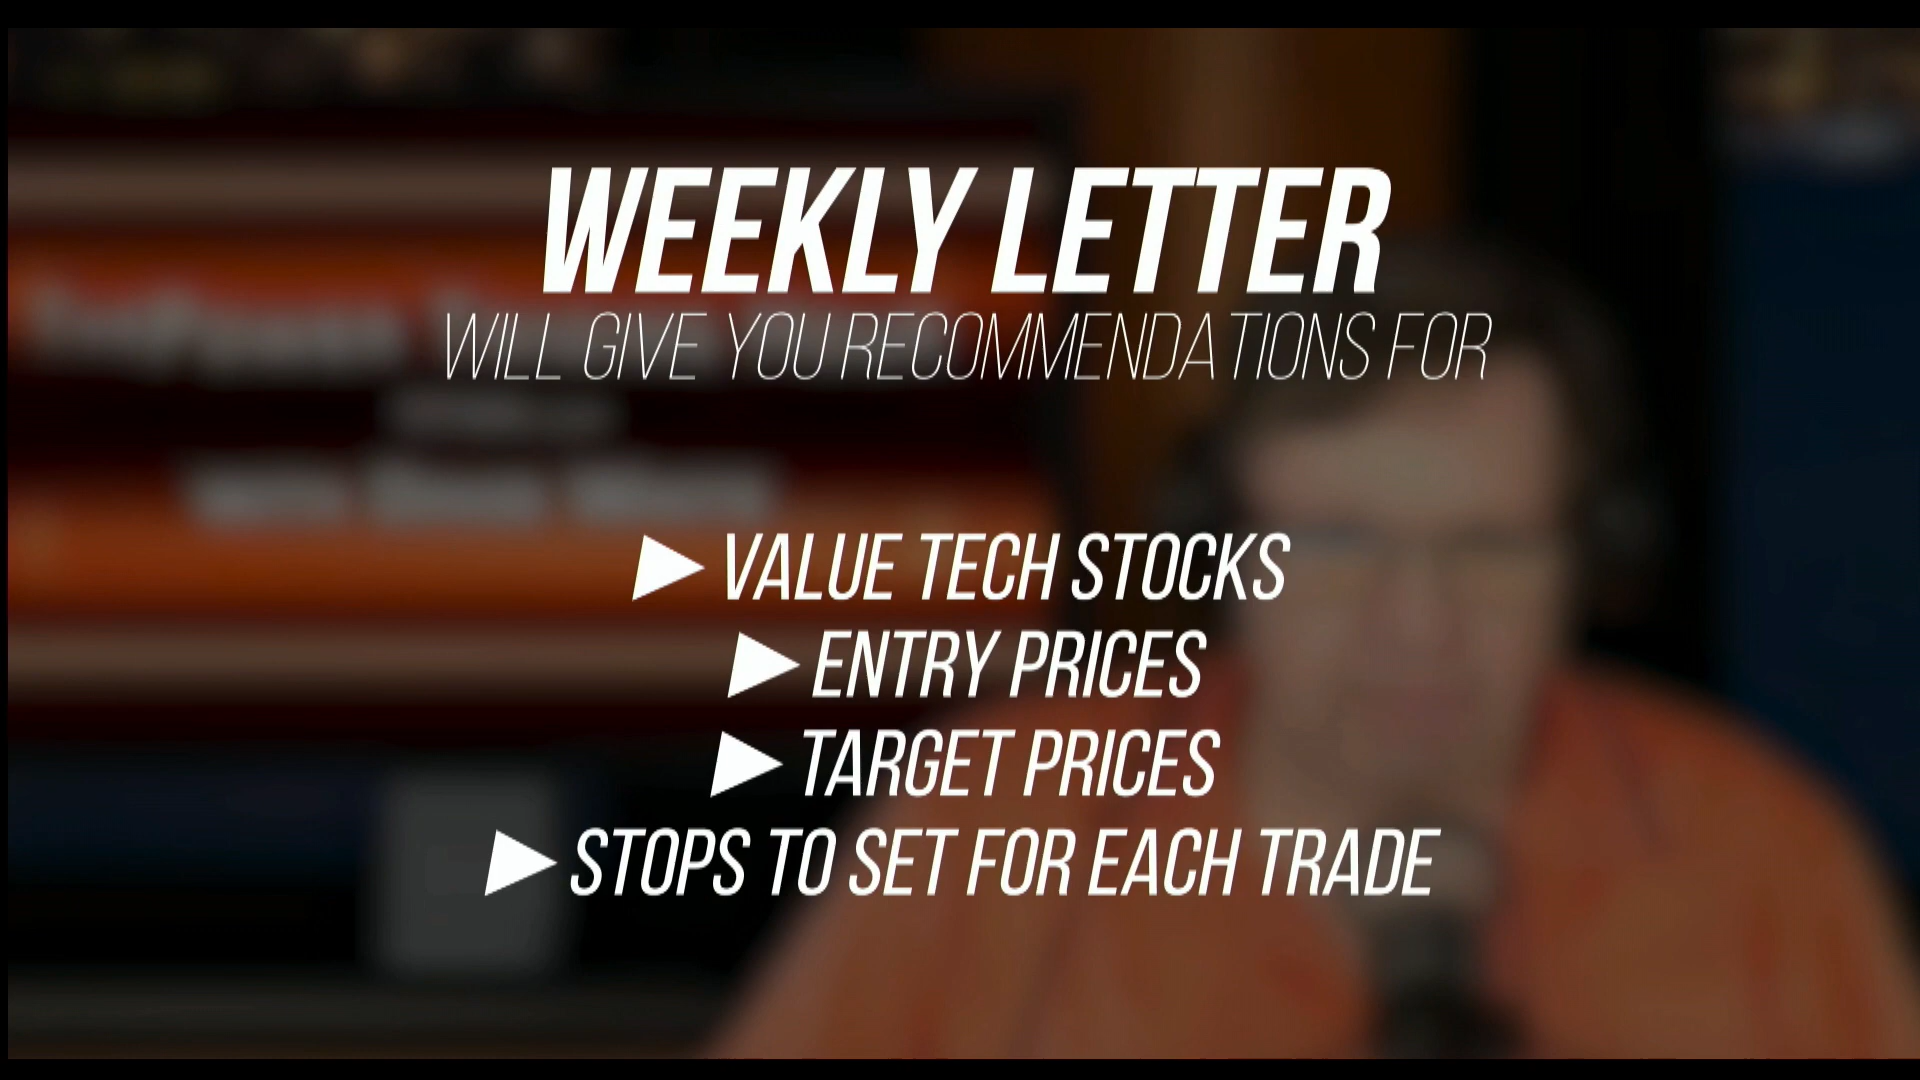 WEEKLY LETTER
WILL GIVE YOU RECOMMENDATIONS FOR
▶ VALUE TECH STOCKS
▶ ENTRY PRICES
▶ TARGET PRICES
▶ STOPS TO SET FOR EACH TRADE